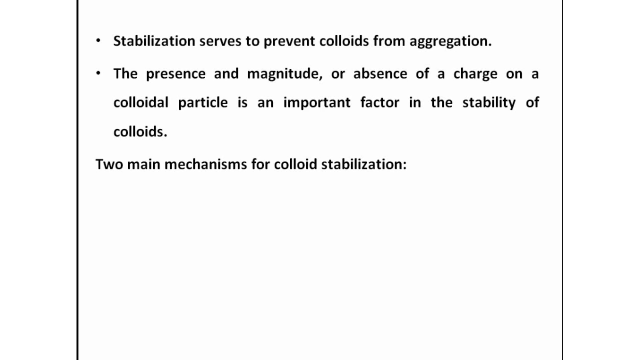 • Stabilization serves to prevent colloids from aggregation.
• The presence and magnitude, or absence of a charge on a
colloidal particle is an important factor in the stability of
colloids.
Two main mechanisms for colloid stabilization: